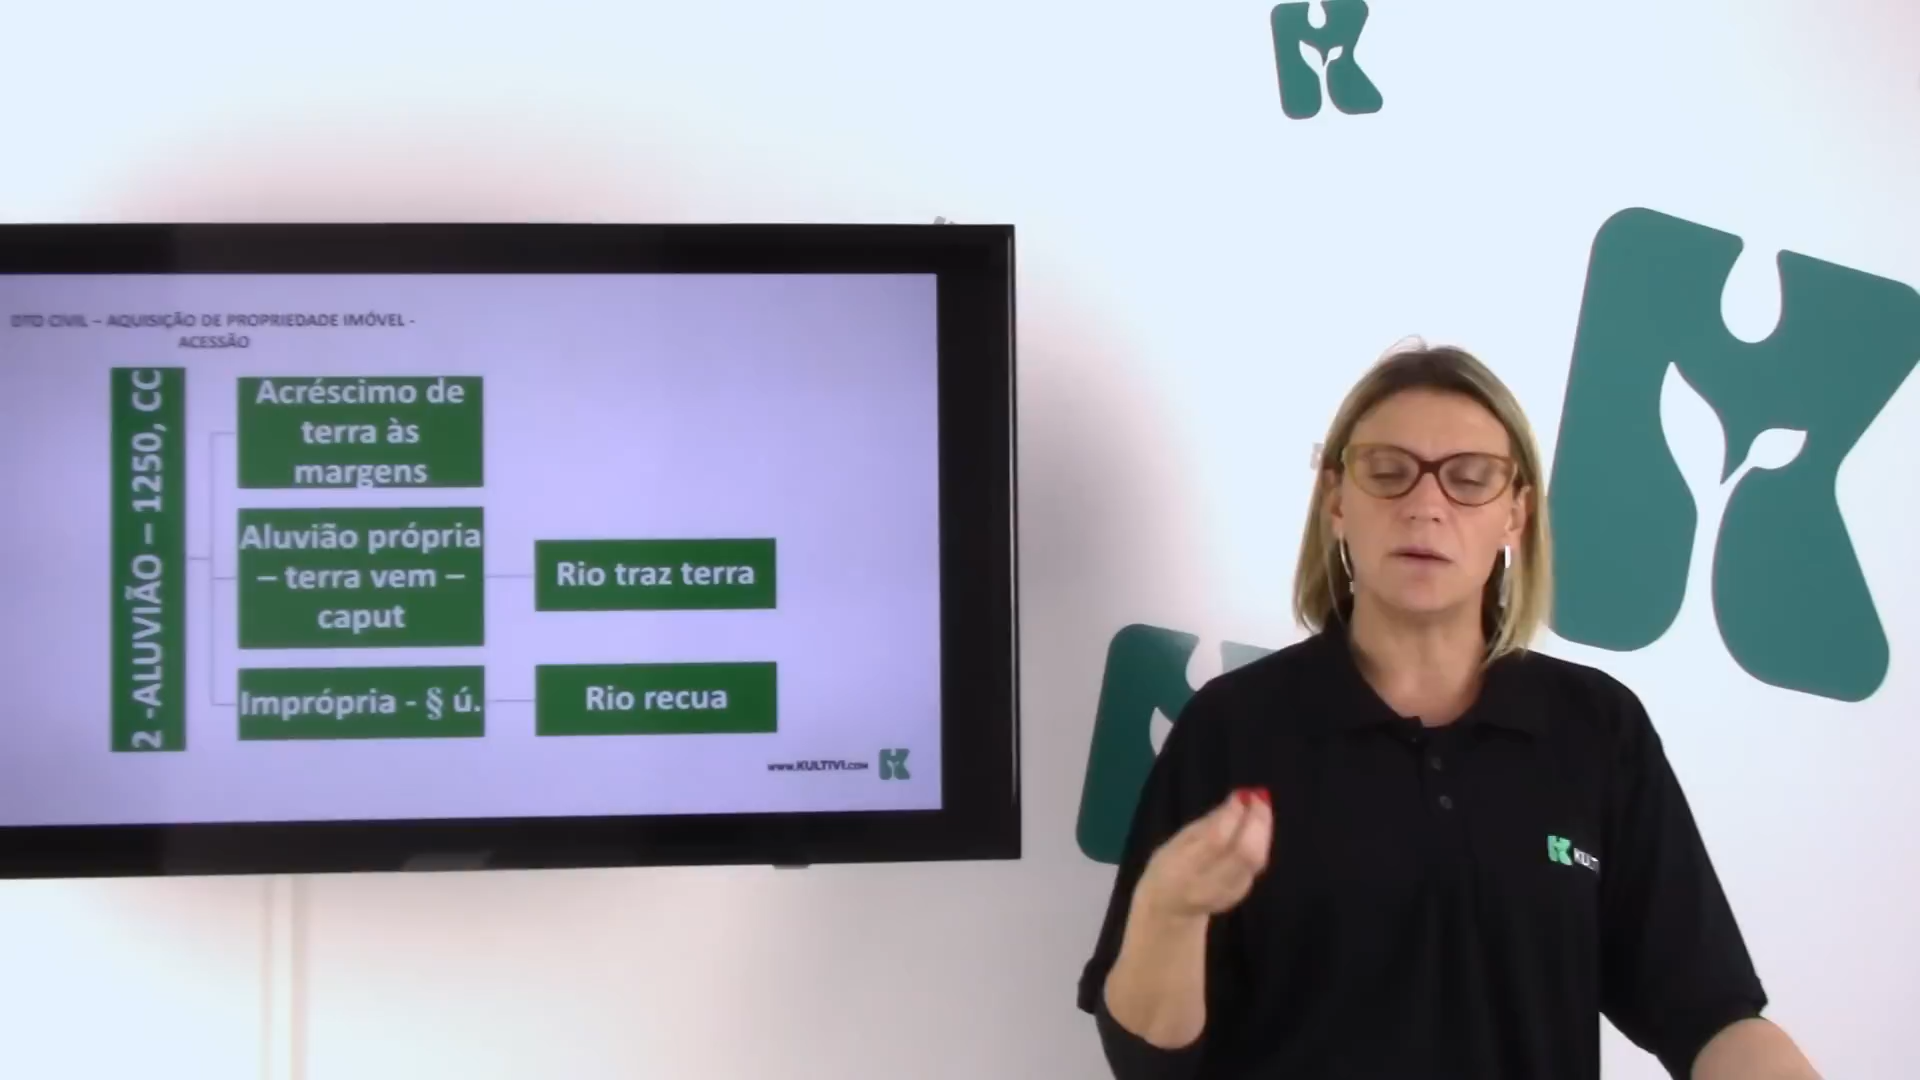 DTO CIVIL – AQUISIÇÃO DE PROPRIEDADE IMÓVEL -
ACESSÃO
2 -ALUVIÃO – 1250, CC
Acréscimo de
terra às
margens
Aluvião própria
– terra vem –
caput
Rio traz terra
Imprópria - § ú.
Rio recua
www.KULTIVI.com